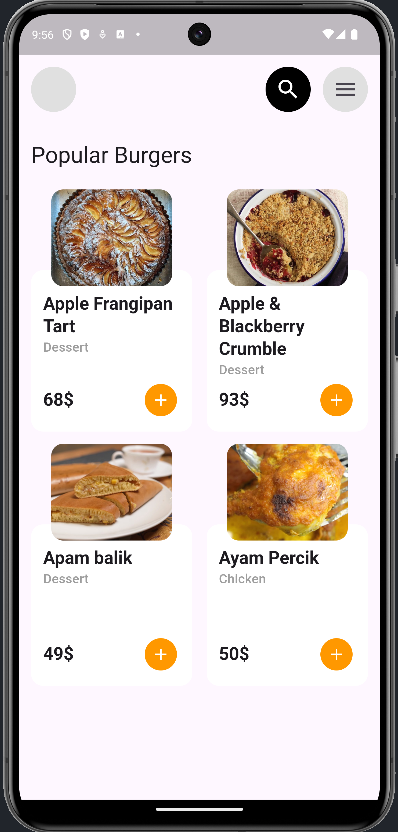 9:56
Popular Burgers
Apple Frangipan
Tart
Dessert
68$
Apple &
Blackberry
Crumble
Dessert
93$
Apam balik
Dessert
49$
Ayam Percik
Chicken
50$